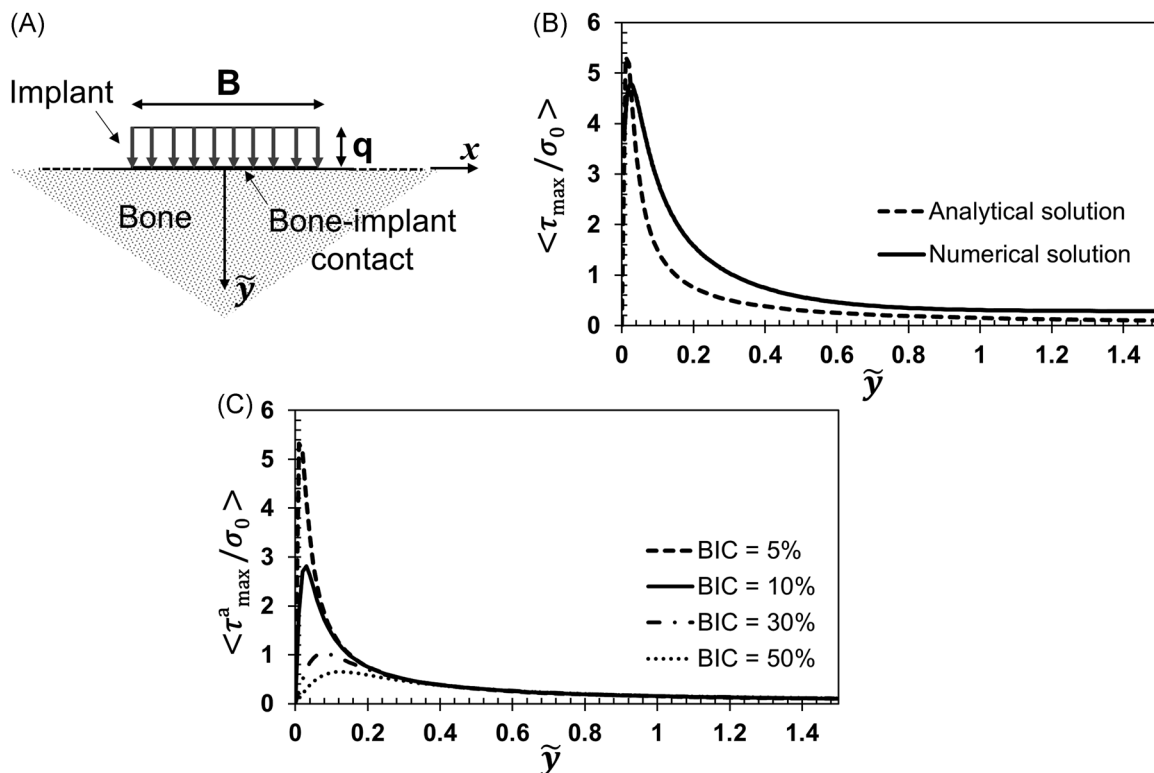 (A)
B
Implant
q
x
Bone
Bone-implant
contact
ỹ
(B)
<τmax/σ0>
6
5
4
3
2
1
0
Analytical solution
Numerical solution
0 0.2 0.4 0.6 0.8 1 1.2 1.4
ỹ
(C)
<τᵃmax/σ0>
6
5
4
3
2
1
0
BIC = 5%
BIC = 10%
BIC = 30%
BIC = 50%
0 0.2 0.4 0.6 0.8 1 1.2 1.4
ỹ